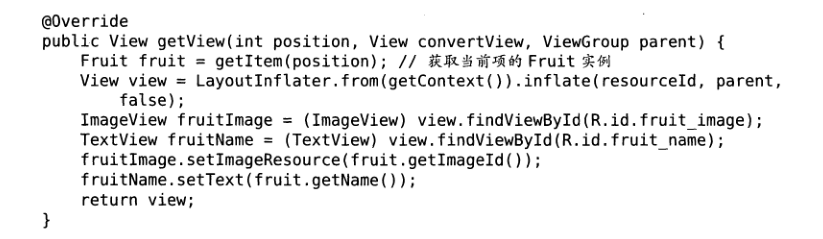 @Override
public View getView(int position, View convertView, ViewGroup parent) {
    Fruit fruit = getItem(position); // 获取当前项的 Fruit 实例
    View view = LayoutInflater.from(getContext()).inflate(resourceId, parent,
        false);
    ImageView fruitImage = (ImageView) view.findViewById(R.id.fruit_image);
    TextView fruitName = (TextView) view.findViewById(R.id.fruit_name);
    fruitImage.setImageResource(fruit.getImageId());
    fruitName.setText(fruit.getName());
    return view;
}